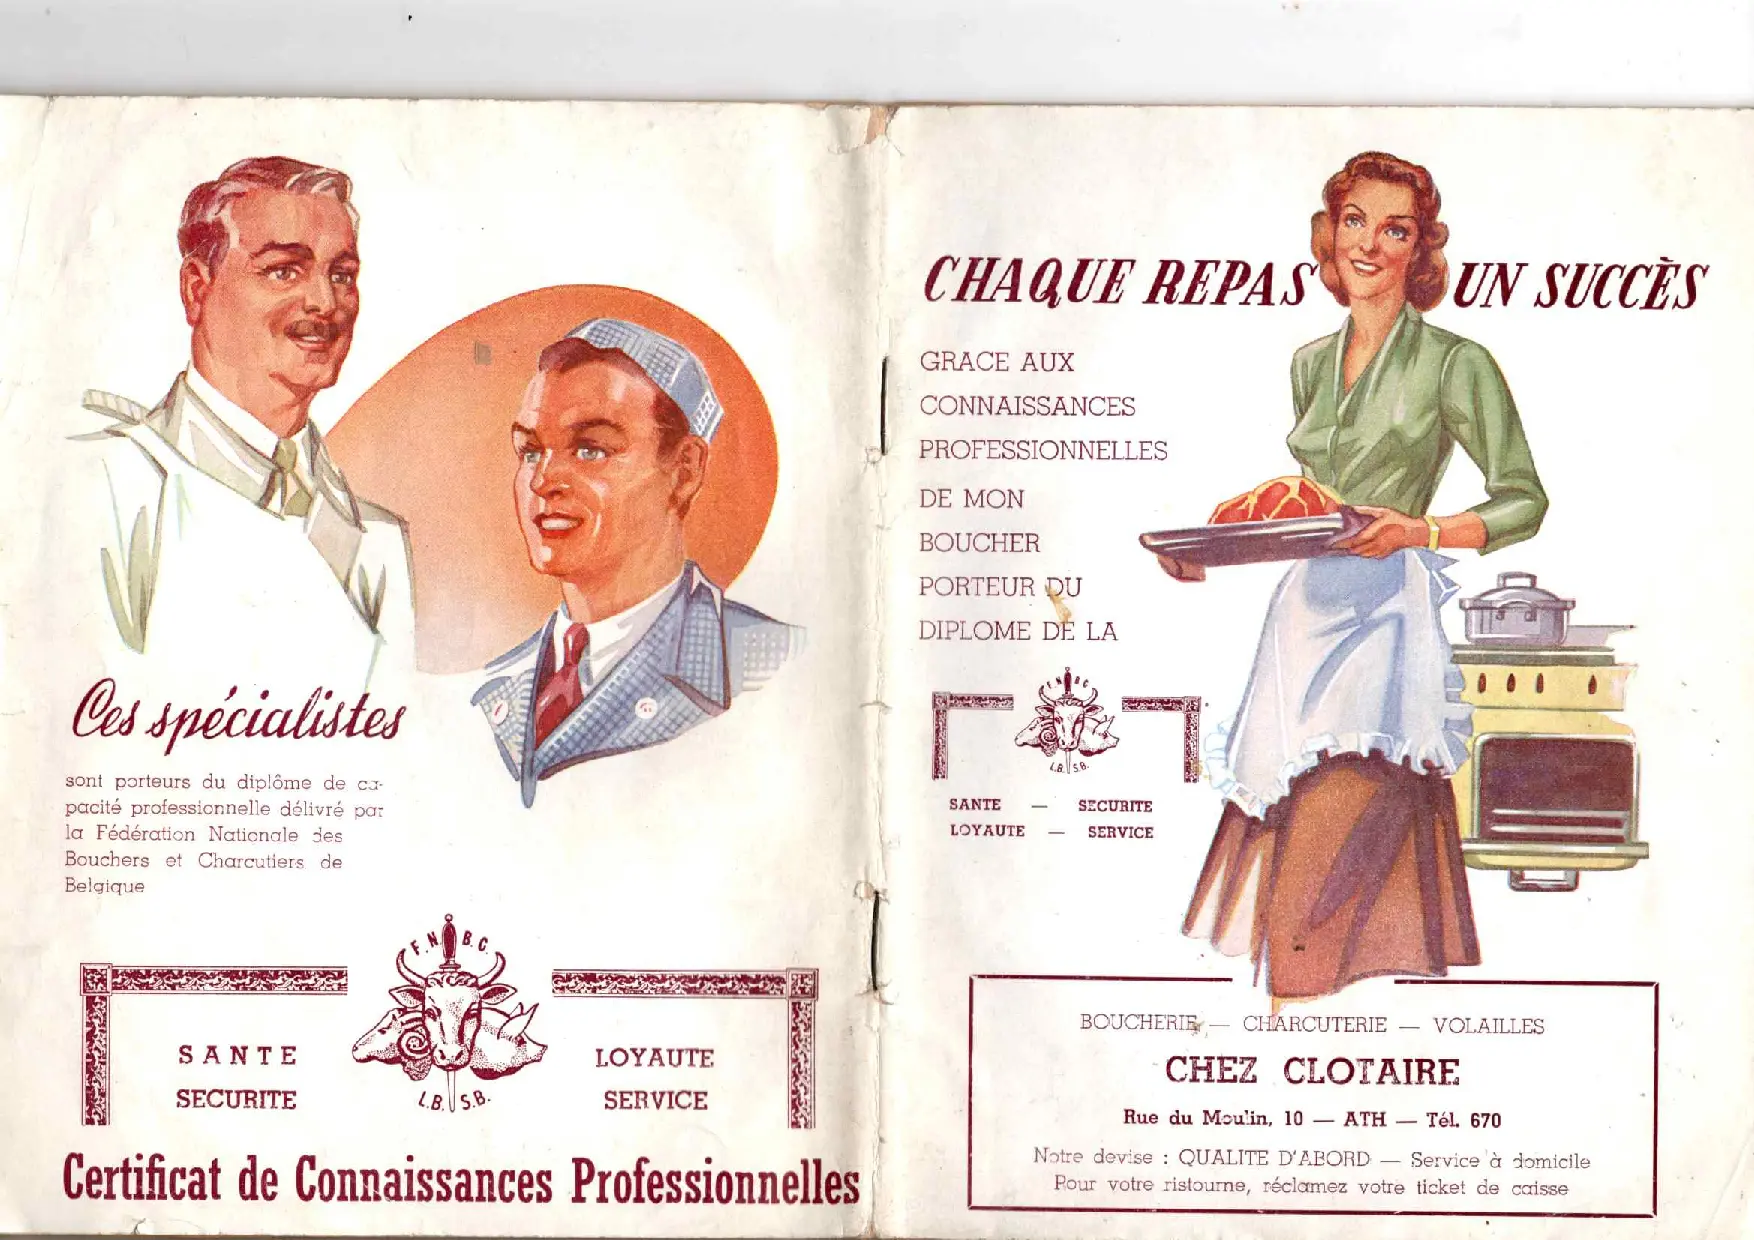 Ces spécialistes
sont porteurs du diplôme de ca-
pacité professionnelle délivré par
la Fédération Nationale des
Bouchers et Charcutiers de
Belgique
F. N. B. C.
SANTE
SECURITE
LOYAUTE
SERVICE
L.B. S.B.
Certificat de Connaissances Professionnelles
CHAQUE REPAS UN SUCCÈS
GRACE AUX
CONNAISSANCES
PROFESSIONNELLES
DE MON
BOUCHER
PORTEUR DU
DIPLOME DE LA
F. N. B. C.
L.B. S.B.
SANTE — SECURITE
LOYAUTE — SERVICE
BOUCHERIE — CHARCUTERIE — VOLAILLES
CHEZ CLOTAIRE
Rue du Moulin, 10 — ATH — Tél. 670
Notre devise : QUALITE D'ABORD — Service à domicile
Pour votre ristourne, réclamez votre ticket de caisse